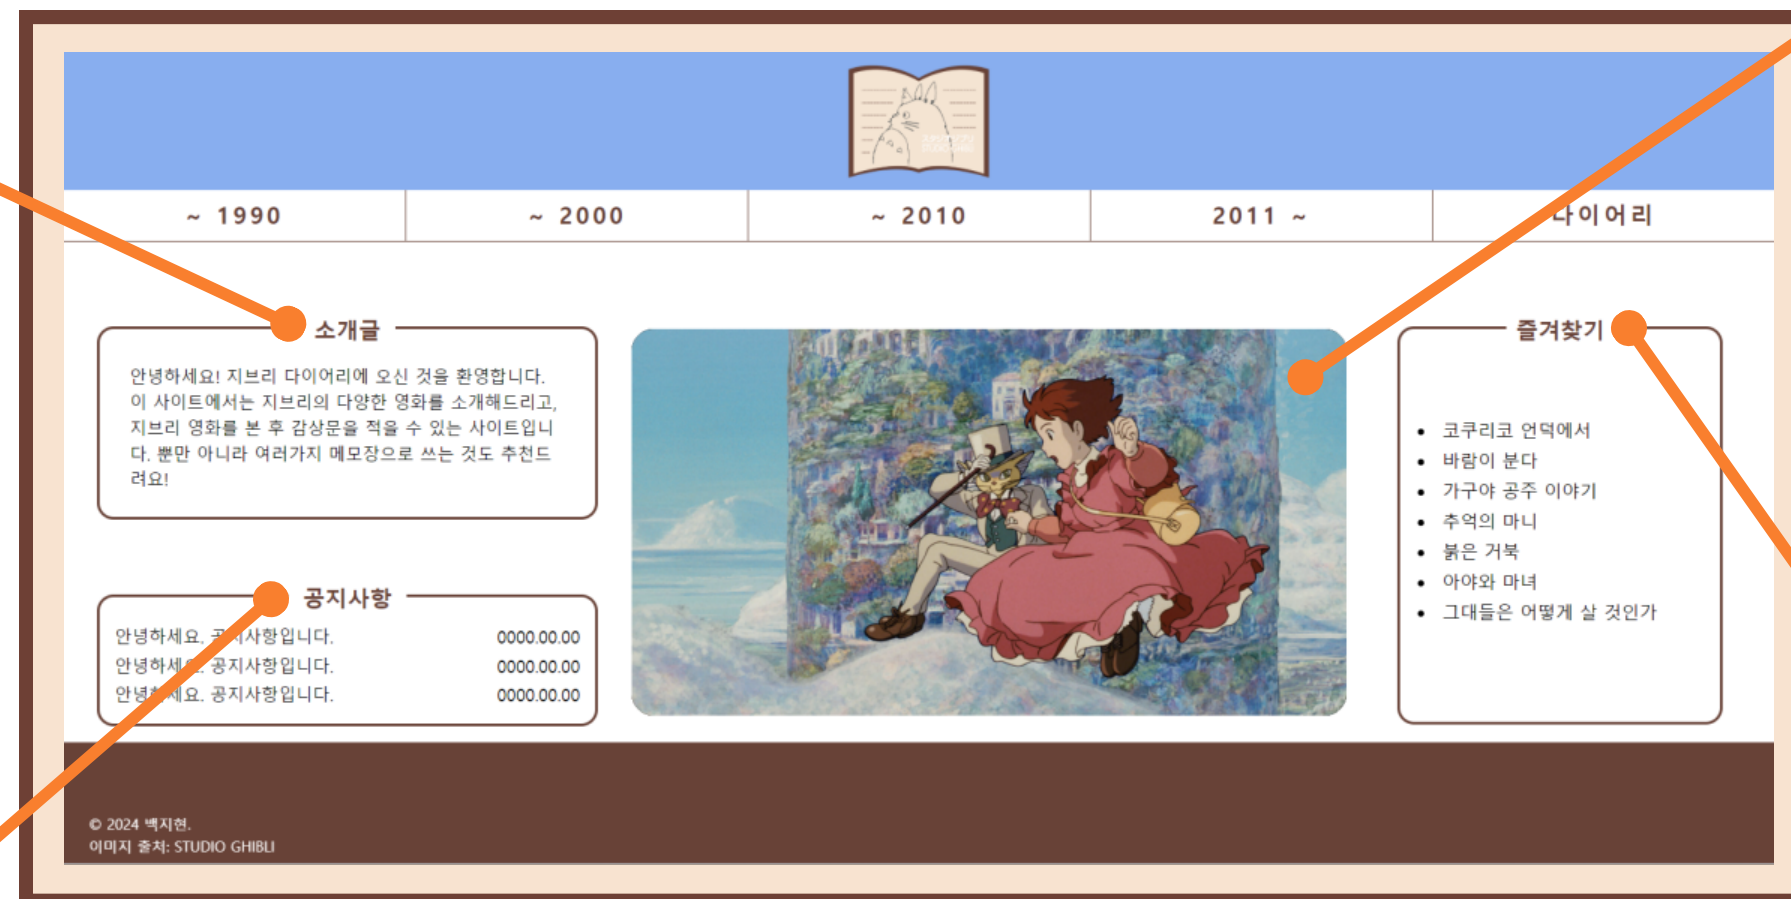 ~ 1990
~ 2000
~ 2010
2011 ~
다이어리
소개글
안녕하세요! 지브리 다이어리에 오신 것을 환영합니다.
이 사이트에서는 지브리의 다양한 영화를 소개해드리고,
지브리 영화를 본 후 감상문을 적을 수 있는 사이트입니
다. 뿐만 아니라 여러가지 메모장으로 쓰는 것도 추천드
려요!
공지사항
안녕하세요. 공지사항입니다. 0000.00.00
안녕하세요. 공지사항입니다. 0000.00.00
안녕하세요. 공지사항입니다. 0000.00.00
즐겨찾기
코쿠리코 언덕에서
바람이 분다
가구야 공주 이야기
추억의 마니
붉은 거북
아야와 마녀
그대들은 어떻게 살 것인가
© 2024 백지현.
이미지 출처: STUDIO GHIBLI